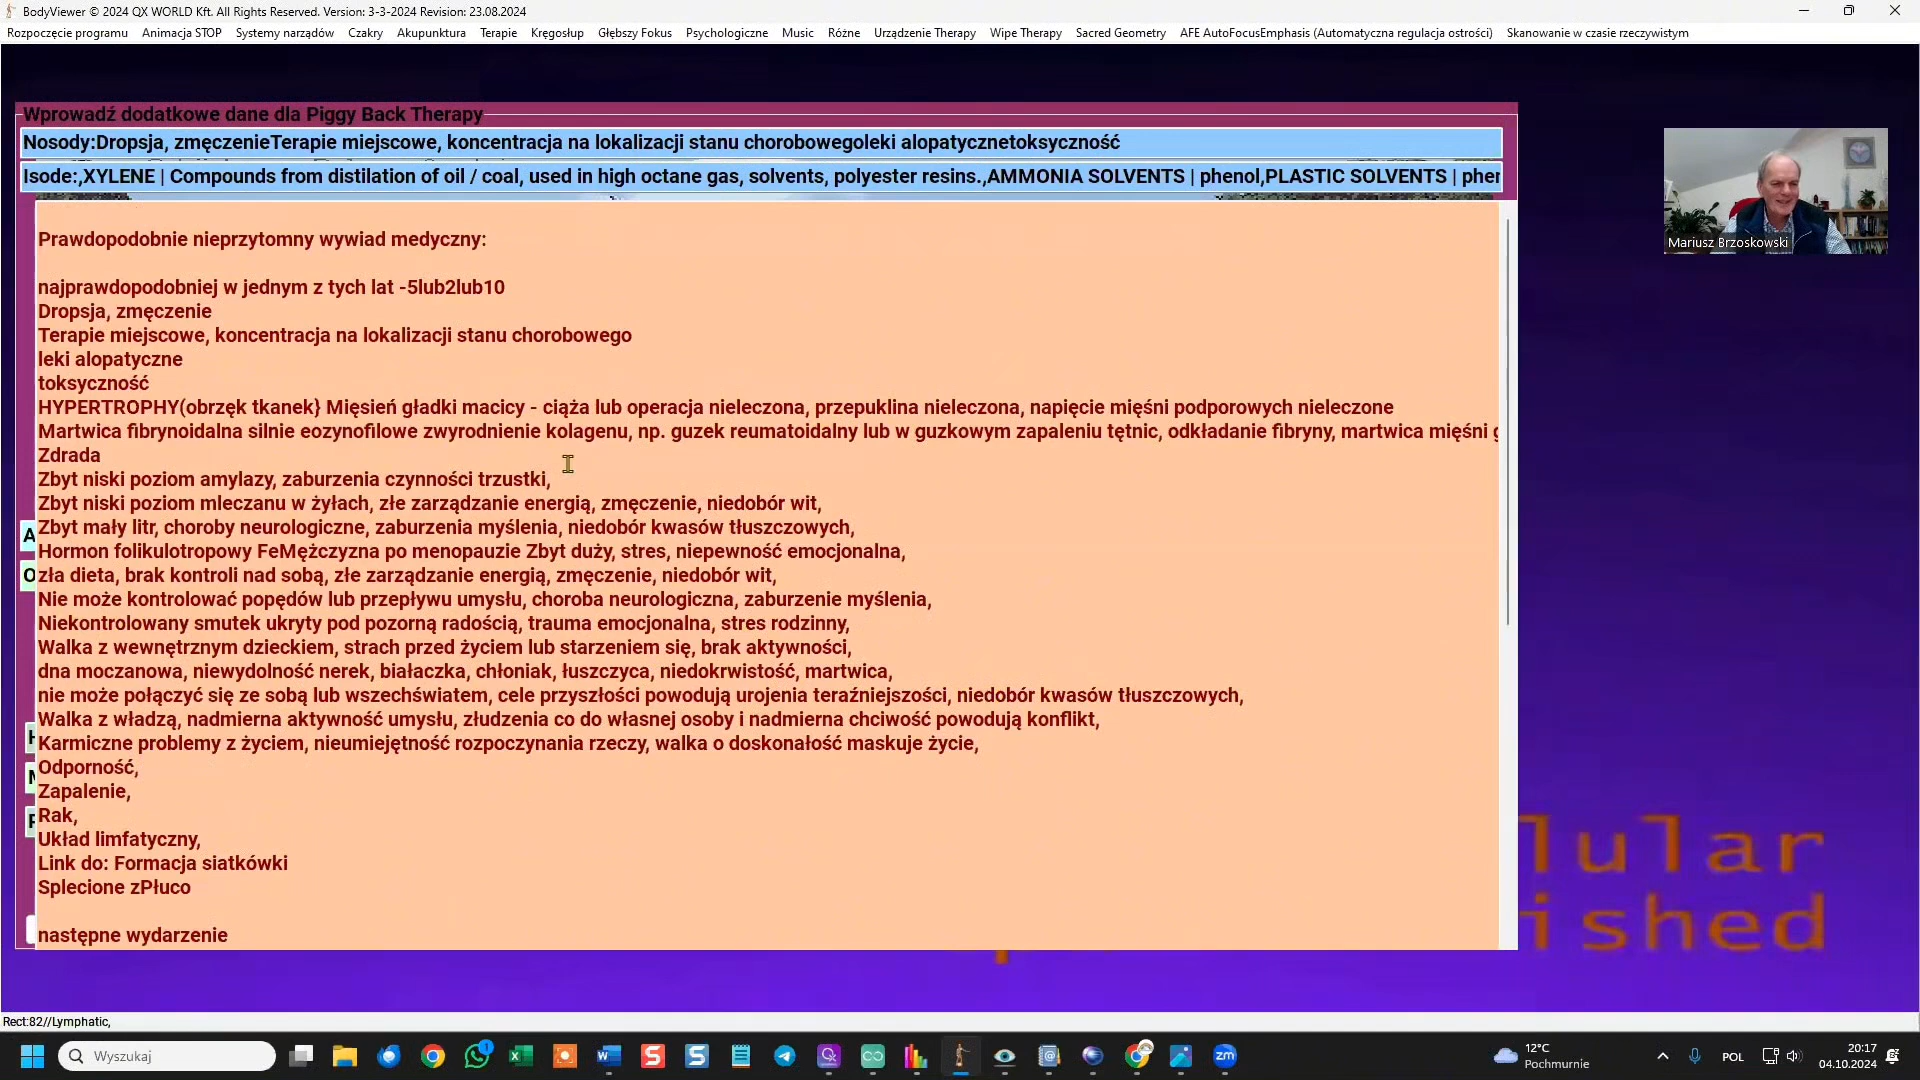 BodyViewer © 2024 QX WORLD Kft. All Rights Reserved. Version: 3-3-2024 Revision: 23.08.2024
Rozpoczęcie programu Animacja STOP Systemy narządów Czakry Akupunktura Terapie Kręgosłup Głębszy Fokus Psychologiczne Music Różne Urządzenie Therapy Wipe Therapy Sacred Geometry AFE AutoFocusEmphasis (Automatyczna regulacja ostrości) Skanowanie w czasie rzeczywistym
Wprowadź dodatkowe dane dla Piggy Back Therapy
Nosody:Dropsja, zmęczenieTerapie miejscowe, koncentracja na lokalizacji stanu chorobowegoleki alopatycznetoksyczność
Isode:,XYLENE | Compounds from distilation of oil / coal, used in high octane gas, solvents, polyester resins.,AMMONIA SOLVENTS | phenol,PLASTIC SOLVENTS | phe
Mariusz Brzoskowski
Prawdopodobnie nieprzytomny wywiad medyczny:
najprawdopodobniej w jednym z tych lat -5lub2lub10
Dropsja, zmęczenie
Terapie miejscowe, koncentracja na lokalizacji stanu chorobowego
leki alopatyczne
toksyczność
HYPERTROPHY(obrzęk tkanek} Mięsień gładki macicy - ciąża lub operacja nieleczona, przepuklina nieleczona, napięcie mięśni podporowych nieleczone
Martwica fibrynoidalna silnie eozynofilowe zwyrodnienie kolagenu, np. guzek reumatoidalny lub w guzkowym zapaleniu tętnic, odkładanie fibryny, martwica mięśni
Zdrada
Zbyt niski poziom amylazy, zaburzenia czynności trzustki,
Zbyt niski poziom mleczanu w żyłach, złe zarządzanie energią, zmęczenie, niedobór wit,
Zbyt mały litr, choroby neurologiczne, zaburzenia myślenia, niedobór kwasów tłuszczowych,
Hormon folikulotropowy FeMężczyzna po menopauzie Zbyt duży, stres, niepewność emocjonalna,
zła dieta, brak kontroli nad sobą, złe zarządzanie energią, zmęczenie, niedobór wit,
Nie może kontrolować popędów lub przepływu umysłu, choroba neurologiczna, zaburzenie myślenia,
Niekontrolowany smutek ukryty pod pozorną radością, trauma emocjonalna, stres rodzinny,
Walka z wewnętrznym dzieckiem, strach przed życiem lub starzeniem się, brak aktywności,
dna moczanowa, niewydolność nerek, białaczka, chłoniak, łuszczyca, niedokrwistość, martwica,
nie może połączyć się ze sobą lub wszechświatem, cele przyszłości powodują urojenia teraźniejszości, niedobór kwasów tłuszczowych,
Walka z władzą, nadmierna aktywność umysłu, złudzenia co do własnej osoby i nadmierna chciwość powodują konflikt,
Karmiczne problemy z życiem, nieumiejętność rozpoczynania rzeczy, walka o doskonałość maskuje życie,
Odporność,
Zapalenie,
Rak,
Układ limfatyczny,
Link do: Formacja siatkówki
Splecione zPłuco
następne wydarzenie
lular
ished
Rect:82//Lymphatic,
Wyszukaj
1
12°C
Pochmurnie
POL
20:17
04.10.2024